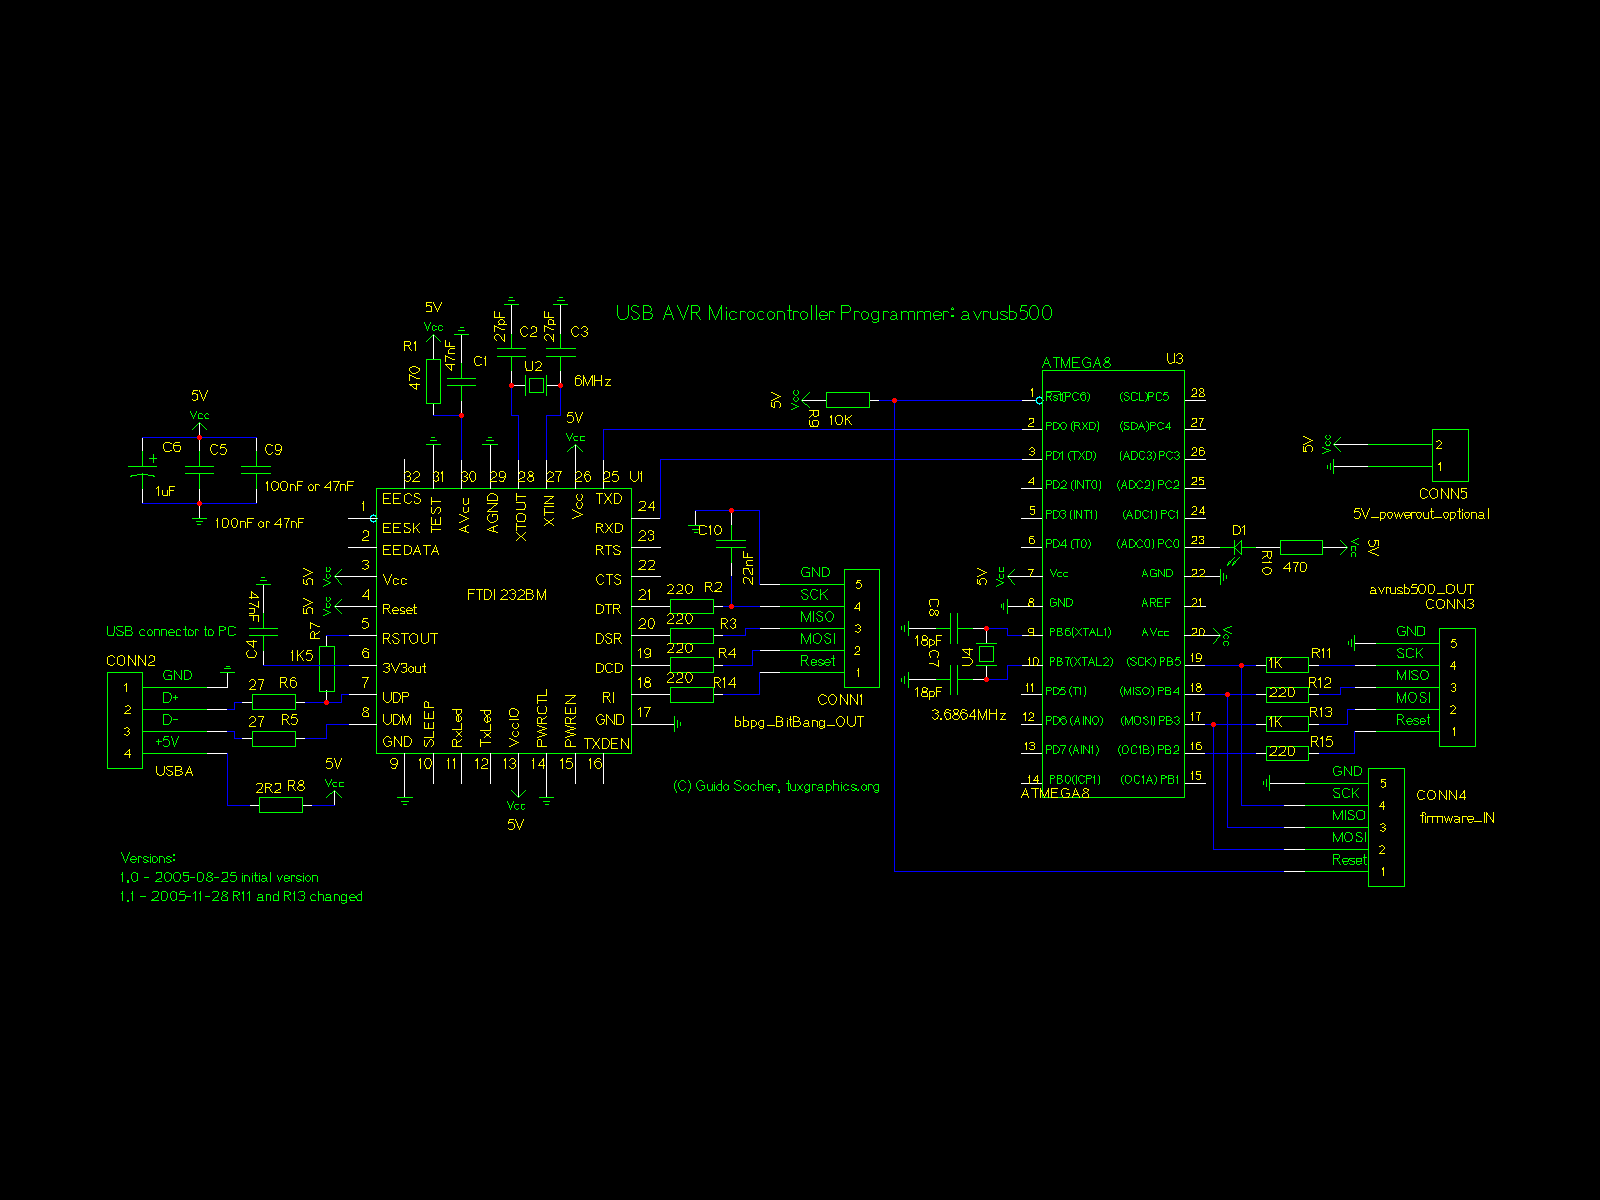 USB AVR Microcontroller Programmer: avrusb500
5V
Vcc
R1
470
47nF
C1
27pF
C2
27pF
C3
U2
6MHz
5V
Vcc
5V
Vcc
C6
C5
C9
1uF
100nF or 47nF
100nF or 47nF
32 31 30 29 28 27 26 25 U1
EECS
TEST
AVcc
AGND
XTOUT
XTIN
Vcc
TXD
1
EESK
2
EEDATA
3
Vcc
4
Reset
5
RSTOUT
6
3V3out
7
UDP
8
UDM
GND
FTDI 232BM
24
RXD
23
RTS
22
CTS
21
DTR
20
DSR
19
DCD
18
RI
17
GND
TXDEN
SLEEP
RxLed
TxLed
VccIO
PWRCTL
PWREN
9 10 11 12 13 14 15 16
Vcc
5V
5V
Vcc
5V
Vcc
47nF
C4
R7
1K5
USB connector to PC
CONN2
1
GND
2
D+
3
D-
4
+5V
USBA
27
R6
27
R5
2R2 R8
5V
Vcc
C10
22nF
220 R2
220 R3
220 R4
220 R14
GND
5
SCK
4
MISO
3
MOSI
2
Reset
1
CONN1
bbpg_BitBang_OUT
(C) Guido Socher, tuxgraphics.org
5V
Vcc
R9
10K
ATMEGA8
U3
1 Rst(PC6) (SCL)PC5 28
2 PD0 (RXD) (SDA)PC4 27
3 PD1 (TXD) (ADC3) PC3 26
4 PD2 (INT0) (ADC2) PC2 25
5 PD3 (INT1) (ADC1) PC1 24
6 PD4 (T0) (ADC0) PC0 23
7 Vcc AGND 22
8 GND AREF 21
9 PB6(XTAL1) AVcc 20
10 PB7(XTAL2) (SCK) PB5 19
11 PD5 (T1) (MISO) PB4 18
12 PD6 (AIN0) (MOSI) PB3 17
13 PD7 (AIN1) (OC1B) PB2 16
14 PB0(ICP1) (OC1A) PB1 15
ATMEGA8
5V
Vcc
C8
18pF
C7
18pF
U4
3.6864MHz
Vcc
D1
R10
470
Vcc
5V
5V
Vcc
2
1
CONN5
5V_powerout_optional
avrusb500_OUT
CONN3
1K R11
220 R12
1K R13
220 R15
GND
5
SCK
4
MISO
3
MOSI
2
Reset
1
GND
5
SCK
4
MISO
3
MOSI
2
Reset
1
CONN4
firmware_IN
Versions:
1.0 - 2005-08-25 initial version
1.1 - 2005-11-28 R11 and R13 changed